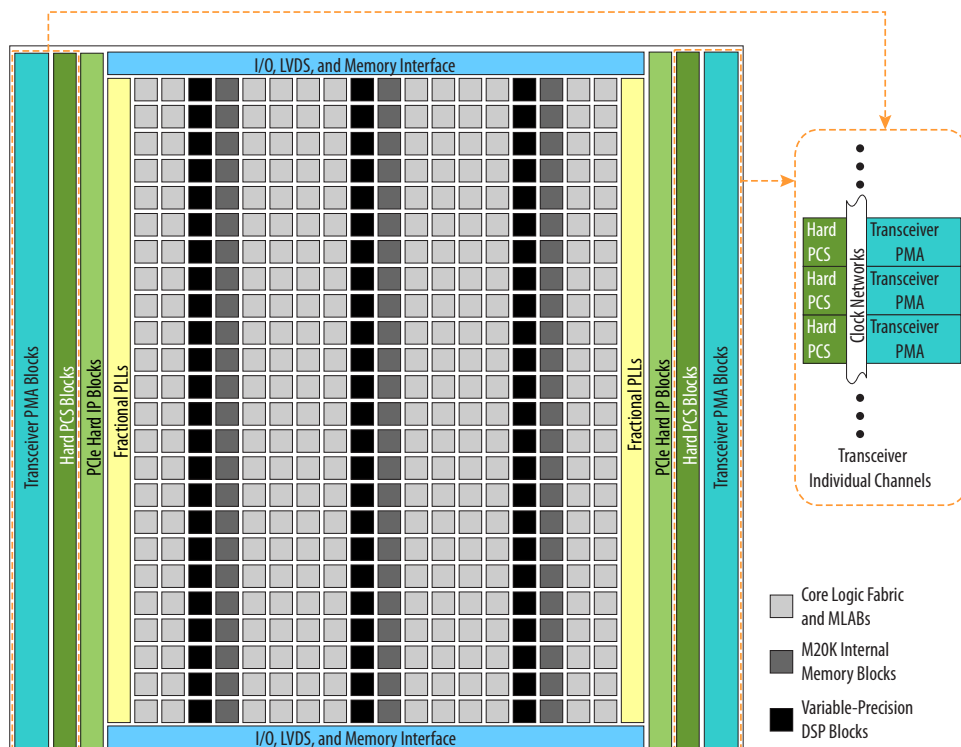 I/O, LVDS, and Memory Interface
Transceiver PMA Blocks
Hard PCS Blocks
PCIe Hard IP Blocks
Fractional PLLs
Fractional PLLs
PCIe Hard IP Blocks
Hard PCS Blocks
Transceiver PMA Blocks
I/O, LVDS, and Memory Interface
Hard
PCS
Transceiver
PMA
Hard
PCS
Transceiver
PMA
Hard
PCS
Transceiver
PMA
Clock Networks
Transceiver
Individual Channels
Core Logic Fabric
and MLABs
M20K Internal
Memory Blocks
Variable-Precision
DSP Blocks